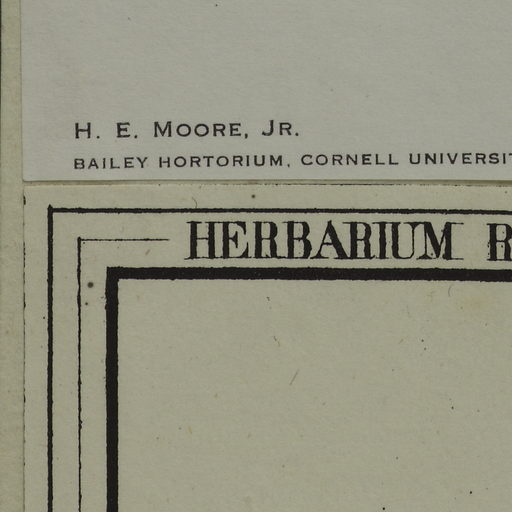 H. E. MOORE, JR.
BAILEY HORTORIUM, CORNELL UNIVERSIT
HERBARIUM R